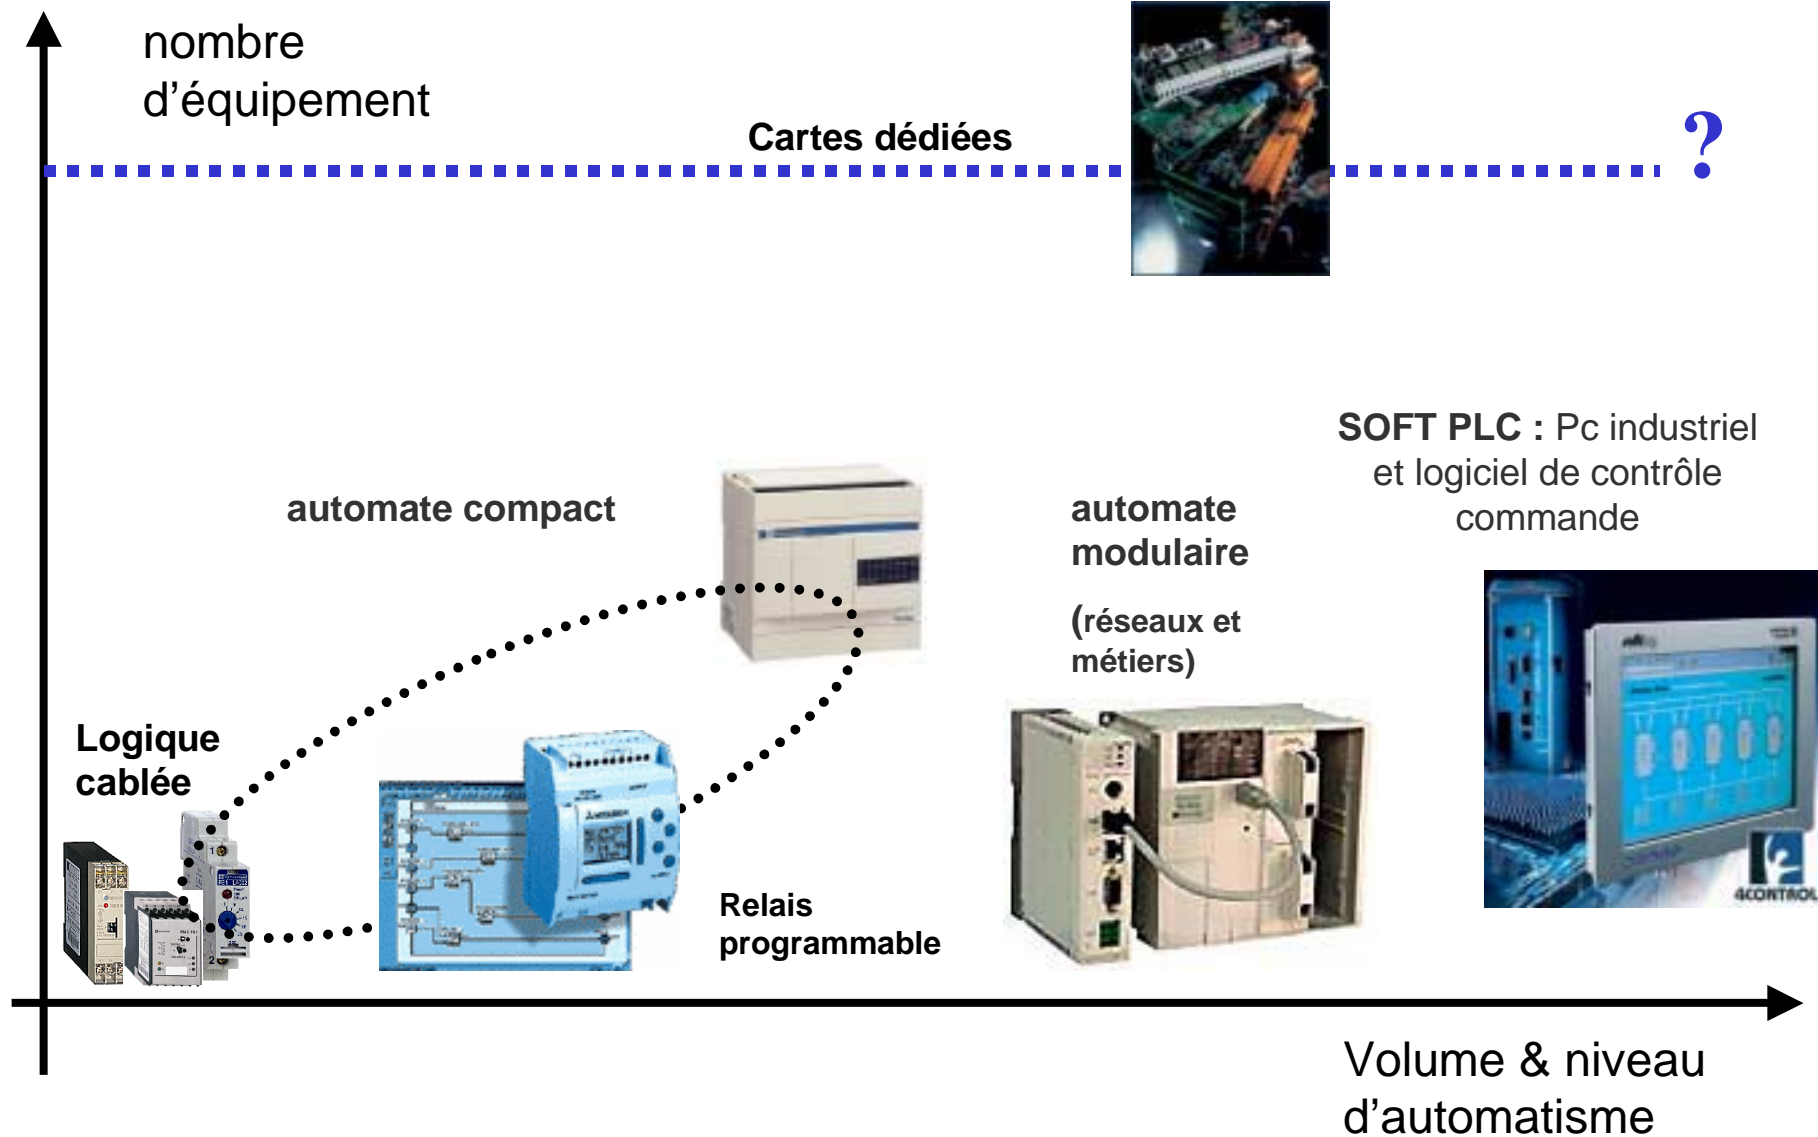 nombre
d’équipement
Cartes dédiées
?
SOFT PLC : Pc industriel
et logiciel de contrôle
commande
automate compact
automate
modulaire
(réseaux et
métiers)
Logique
cablée
Relais
programmable
4CONTROL
Volume & niveau
d’automatisme